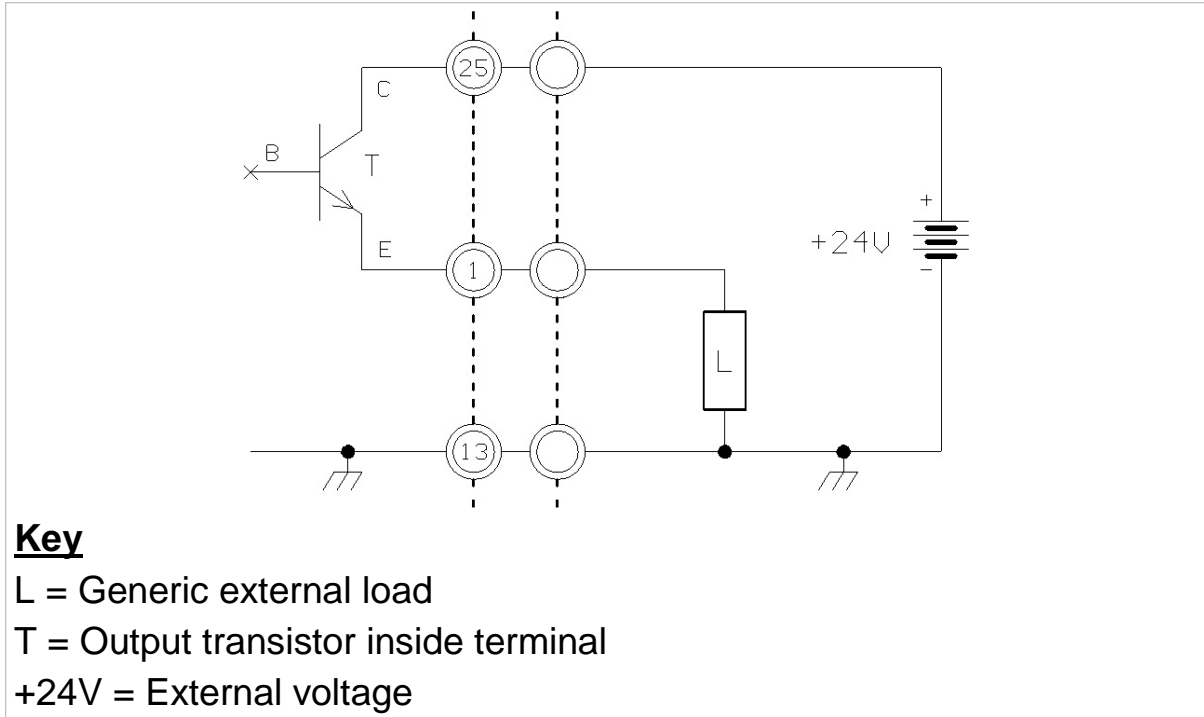 25
C
B
T
E
1
+
+24V
-
L
13
Key
L = Generic external load
T = Output transistor inside terminal
+24V = External voltage